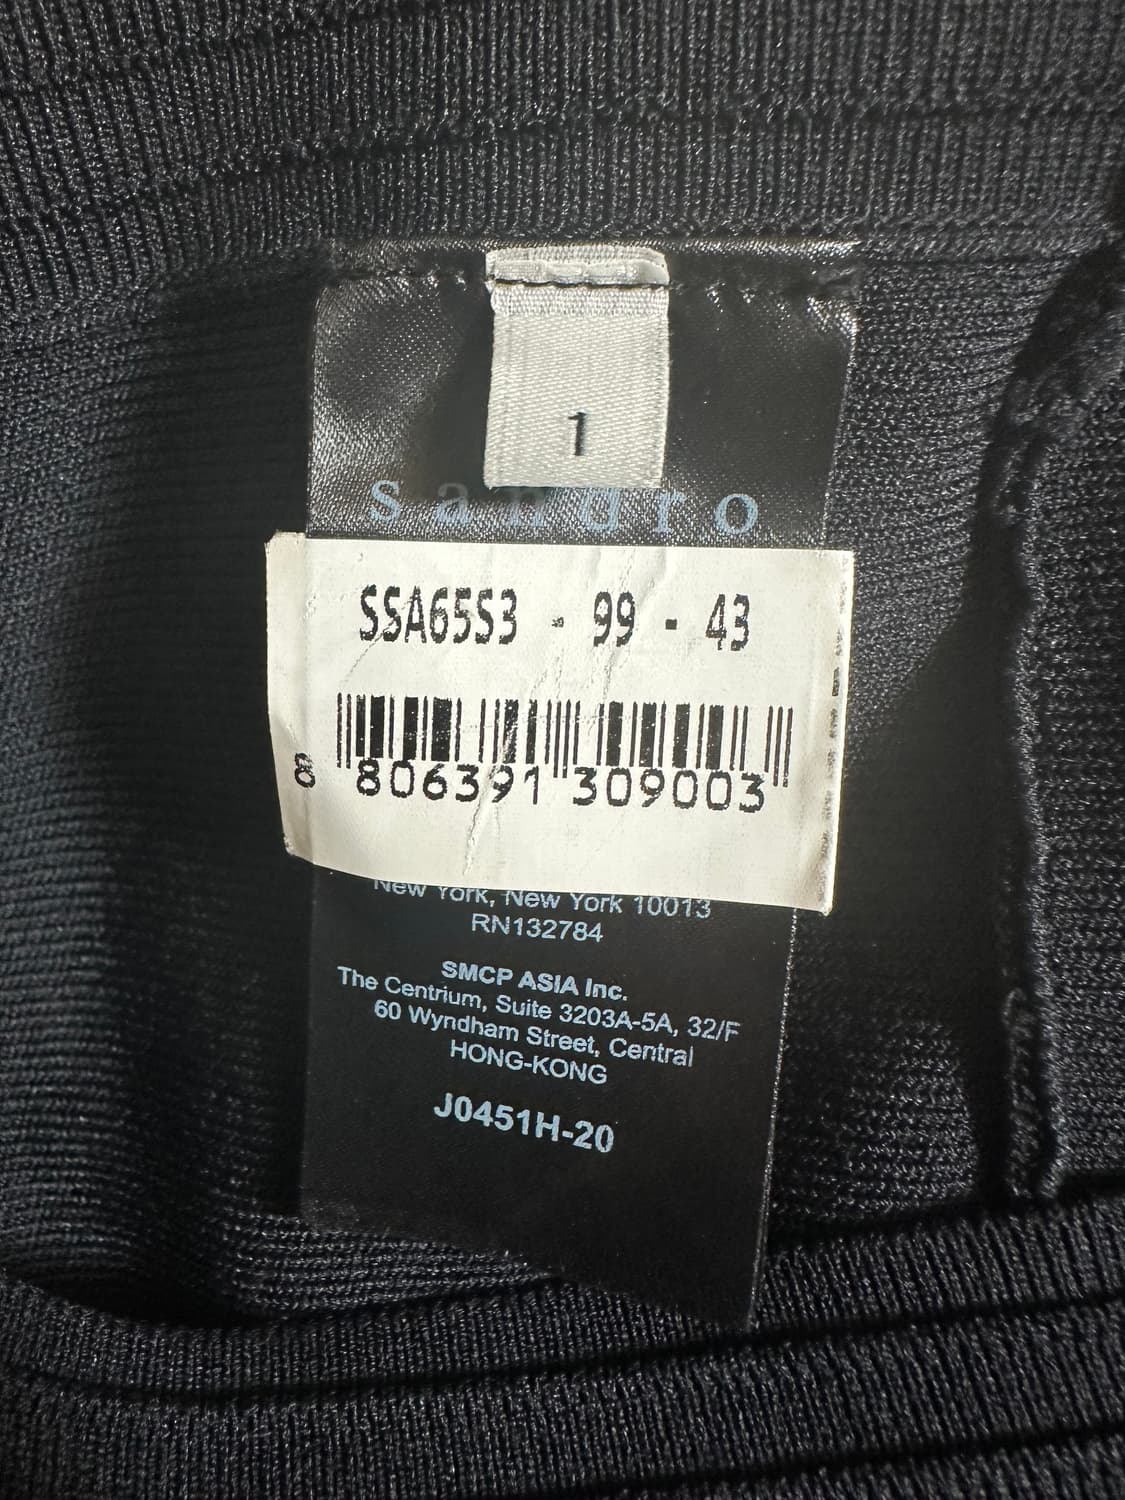 1
sandro
SSA65S3 - 99 - 43
8 806391 309003
New York, New York 10013
RN132784
SMCP ASIA Inc.
The Centrium, Suite 3203A-5A, 32/F
60 Wyndham Street, Central
HONG-KONG
J0451H-20